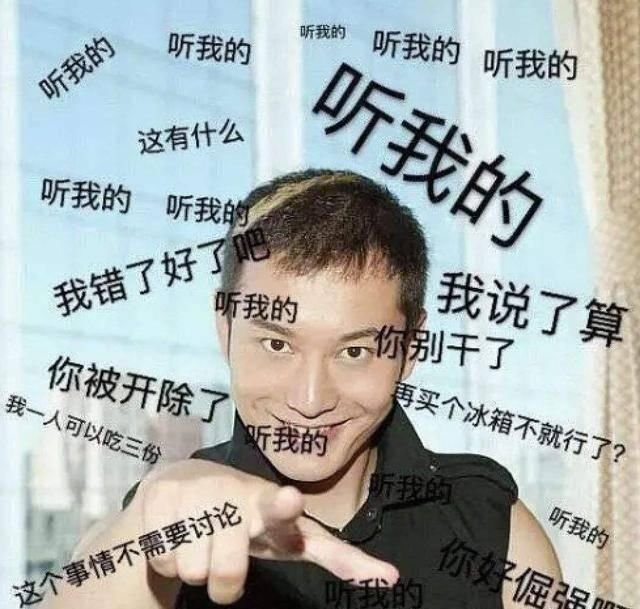 听我的
听我的
听我的
听我的
听我的
听我的
这有什么
听我的
听我的
我错了好了吧
听我的
我说了算
你别干了
你被开除了
再买个冰箱不就行了?
我一人可以吃三份
听我的
听我的
听我的
这个事情不需要讨论
你好倔强
听我的